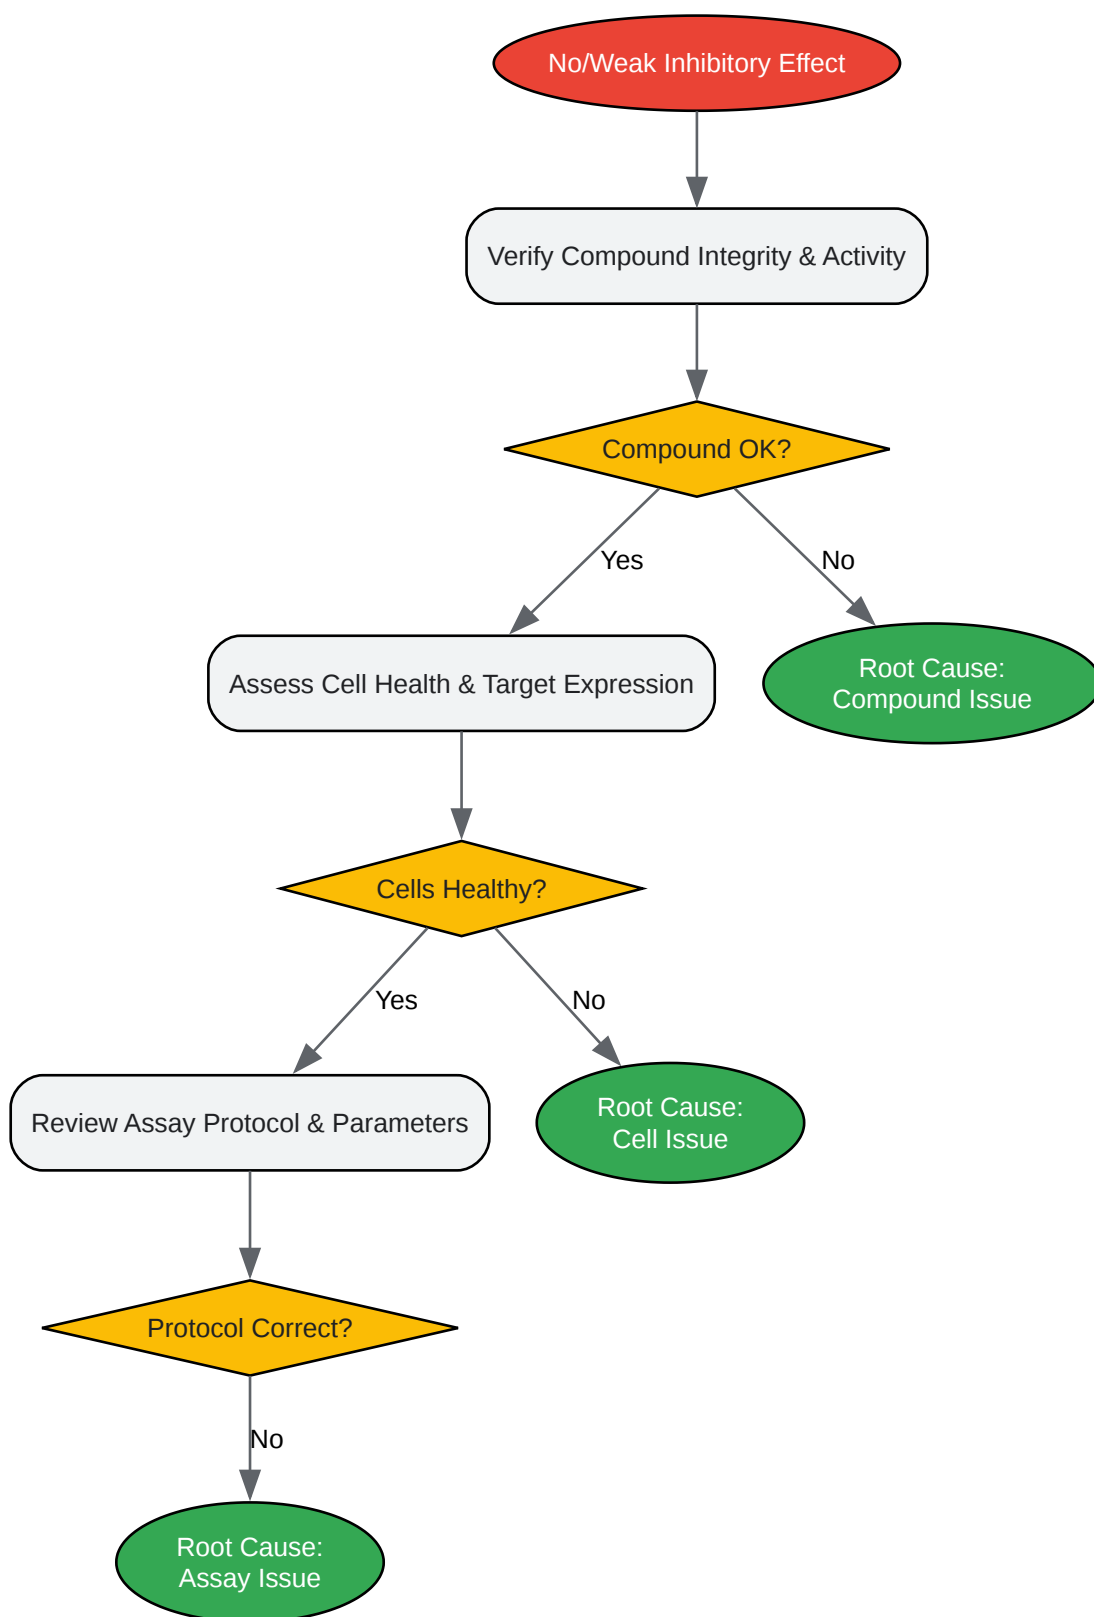 No/Weak Inhibitory Effect
Verify Compound Integrity & Activity
Compound OK?
Yes
No
Assess Cell Health & Target Expression
Root Cause:
Compound Issue
Cells Healthy?
Yes
No
Review Assay Protocol & Parameters
Root Cause:
Cell Issue
Protocol Correct?
No
Root Cause:
Assay Issue